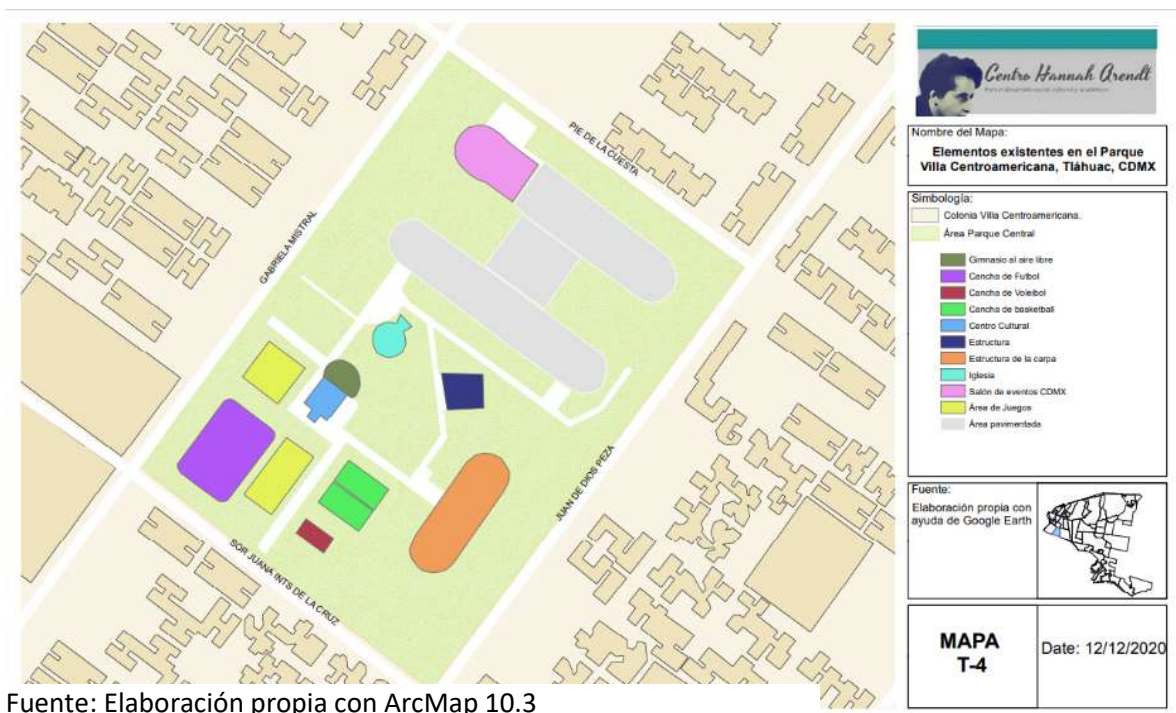 Centro Hannah Arendt
Nombre del Mapa:
Elementos existentes en el Parque
Villa Centroamericana, Tláhuac, CDMX
Simbología:
Colonia Villa Centroamericana.
Área Parque Central
Gimnasio al aire libre
Cancha de Futbol
Cancha de Voleibol
Cancha de basketball
Centro Cultural
Estructura
Estructura de la carpa
Iglesia
Salón de eventos CDMX
Área de Juegos
Área pavimentada
Fuente:
Elaboración propia con
ayuda de Google Earth
MAPA
T-4
Date: 12/12/2020
PIE DE LA CUESTA
GABRIELA MISTRAL
JUAN DE DIOS PEZA
SOR JUANA INTS DE LA CRUZ
Fuente: Elaboración propia con ArcMap 10.3